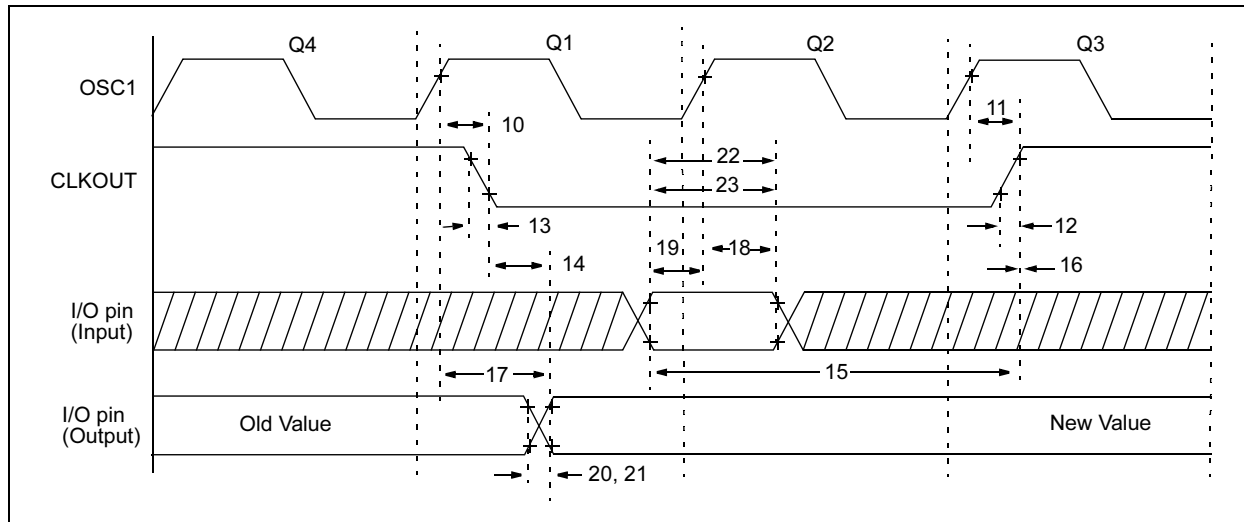 Q4 Q1 Q2 Q3
OSC1
10
11
CLKOUT
22
23
13
12
14
19
18
16
I/O pin
(Input)
17
15
I/O pin
(Output)
Old Value
New Value
20, 21